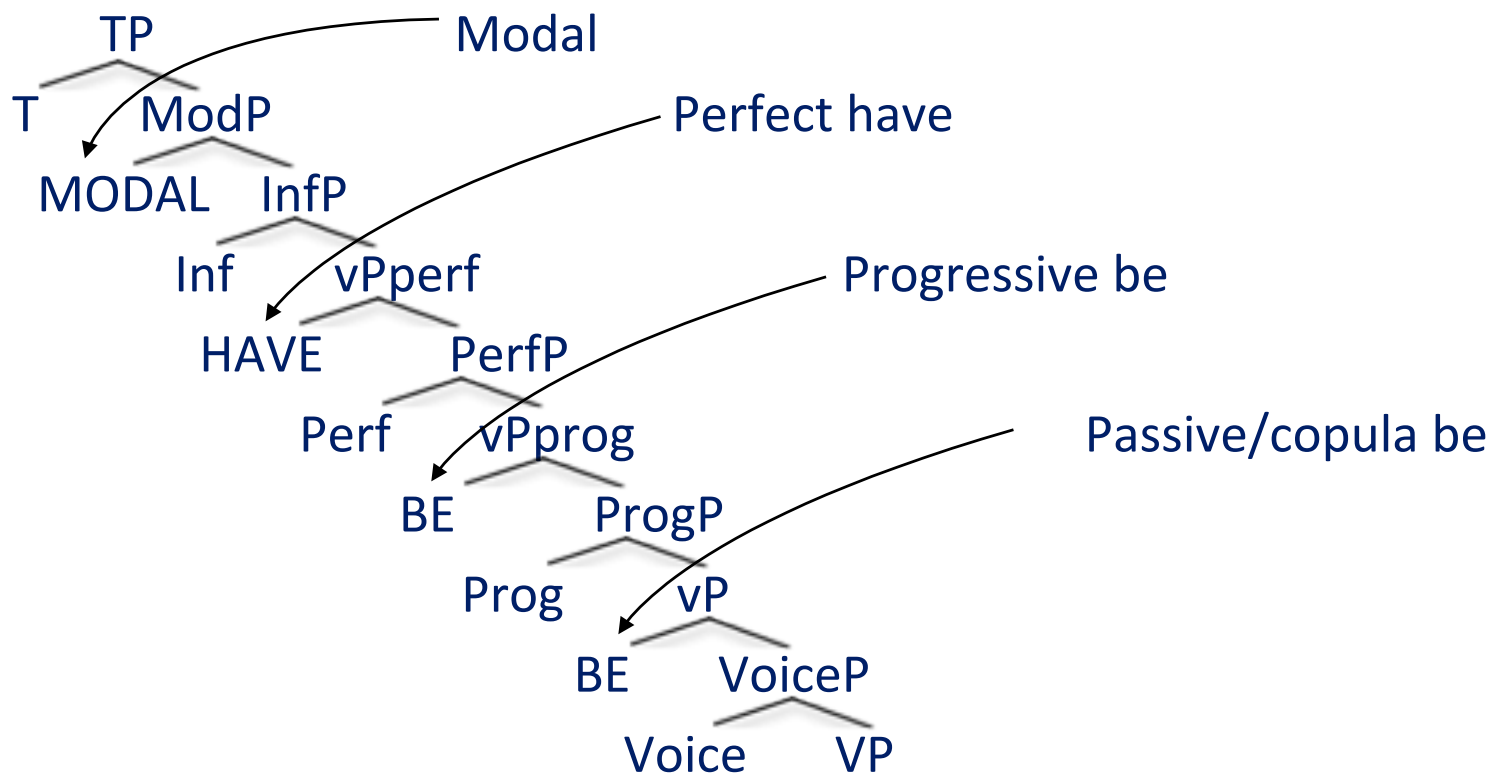 TP Modal
T ModP Perfect have
MODAL InfP
Inf vPperf Progressive be
HAVE PerfP
Perf vPprog Passive/copula be
BE ProgP
Prog vP
BE VoiceP
Voice VP